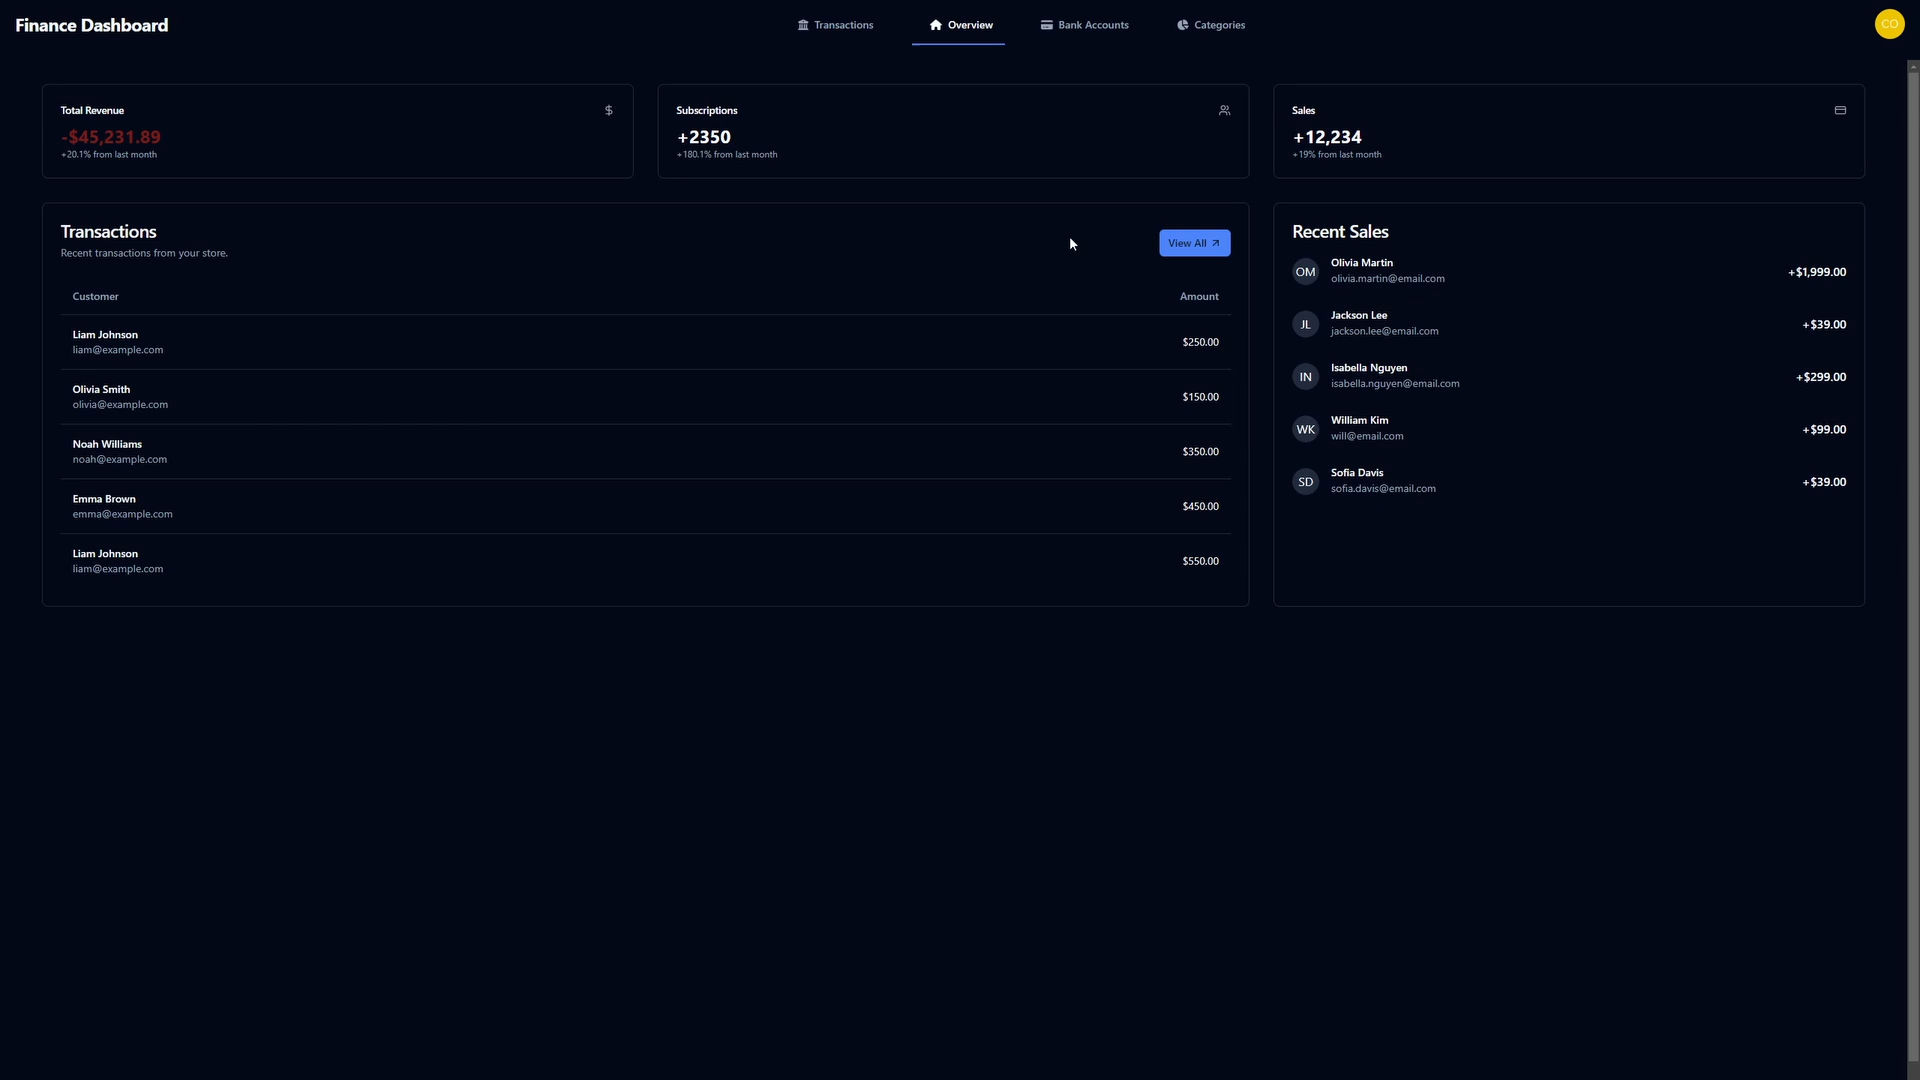 Finance Dashboard
Transactions
Overview
Bank Accounts
Categories
CO
Total Revenue
-$45,231.89
+20.1% from last month
Subscriptions
+2350
+180.1% from last month
Sales
+12,234
+19% from last month
Transactions
Recent transactions from your store.
View All
Customer Amount
Liam Johnson
liam@example.com
$250.00
Olivia Smith
olivia@example.com
$150.00
Noah Williams
noah@example.com
$350.00
Emma Brown
emma@example.com
$450.00
Liam Johnson
liam@example.com
$550.00
Recent Sales
OM
Olivia Martin
olivia.martin@email.com
+$1,999.00
JL
Jackson Lee
jackson.lee@email.com
+$39.00
IN
Isabella Nguyen
isabella.nguyen@email.com
+$299.00
WK
William Kim
will@email.com
+$99.00
SD
Sofia Davis
sofia.davis@email.com
+$39.00